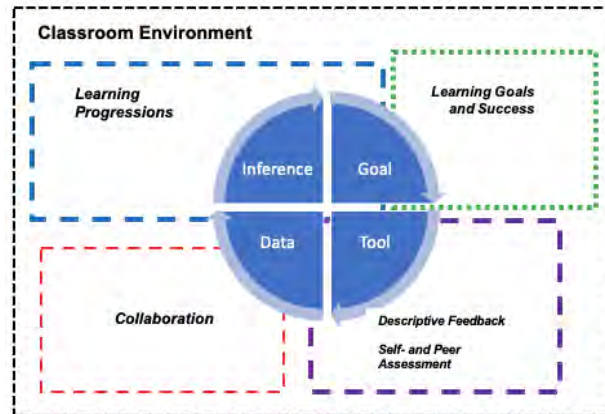 Classroom Environment
Learning
Progressions
Learning Goals
and Success
Inference
Goal
Data
Tool
Collaboration
Descriptive Feedback
Self- and Peer
Assessment